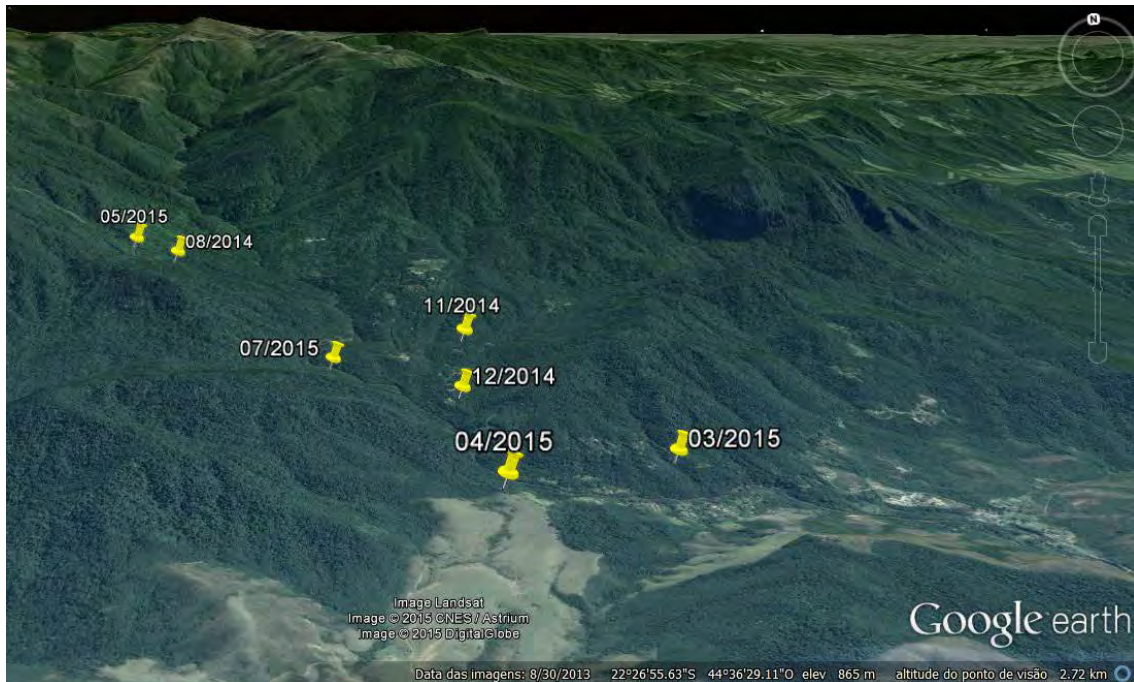 N
05/2015
08/2014
11/2014
07/2015
12/2014
04/2015
03/2015
Image Landsat
Image © 2015 CNES / Astrium
Image © 2015 DigitalGlobe
Google earth
Data das imagens: 8/30/2013 22°26'55.63"S 44°36'29.11"O elev 865 m altitude do ponto de visão 2.72 km